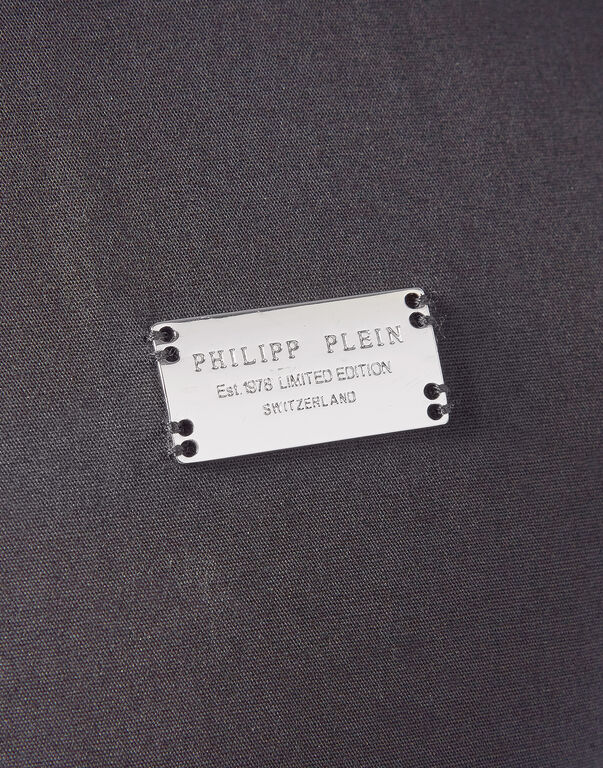 PHILIPP PLEIN
Est.1978 LIMITED EDITION
SWITZERLAND